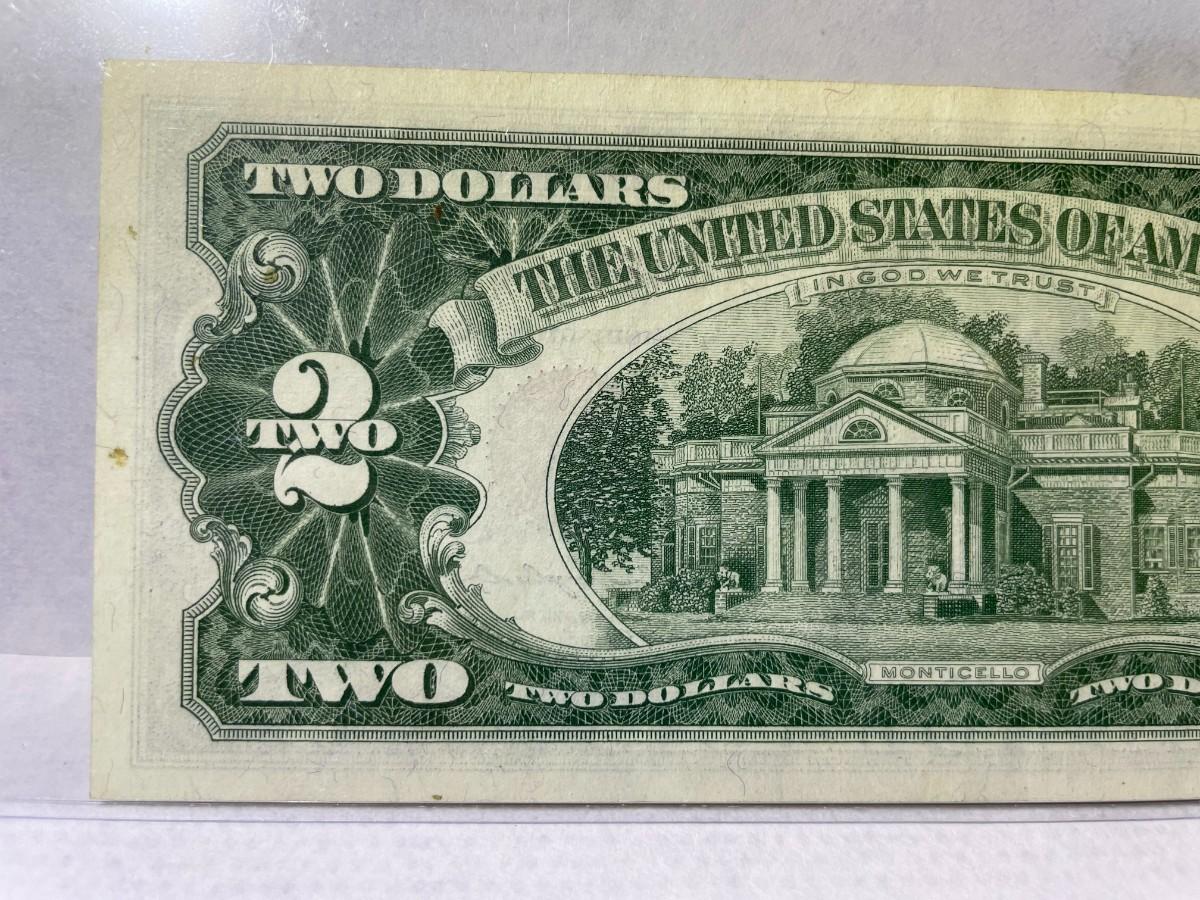 TWO DOLLARS
THE UNITED STATES OF AM
IN GOD WE TRUST
2
TWO
MONTICELLO
TWO
TWO DOLLARS
TWO D